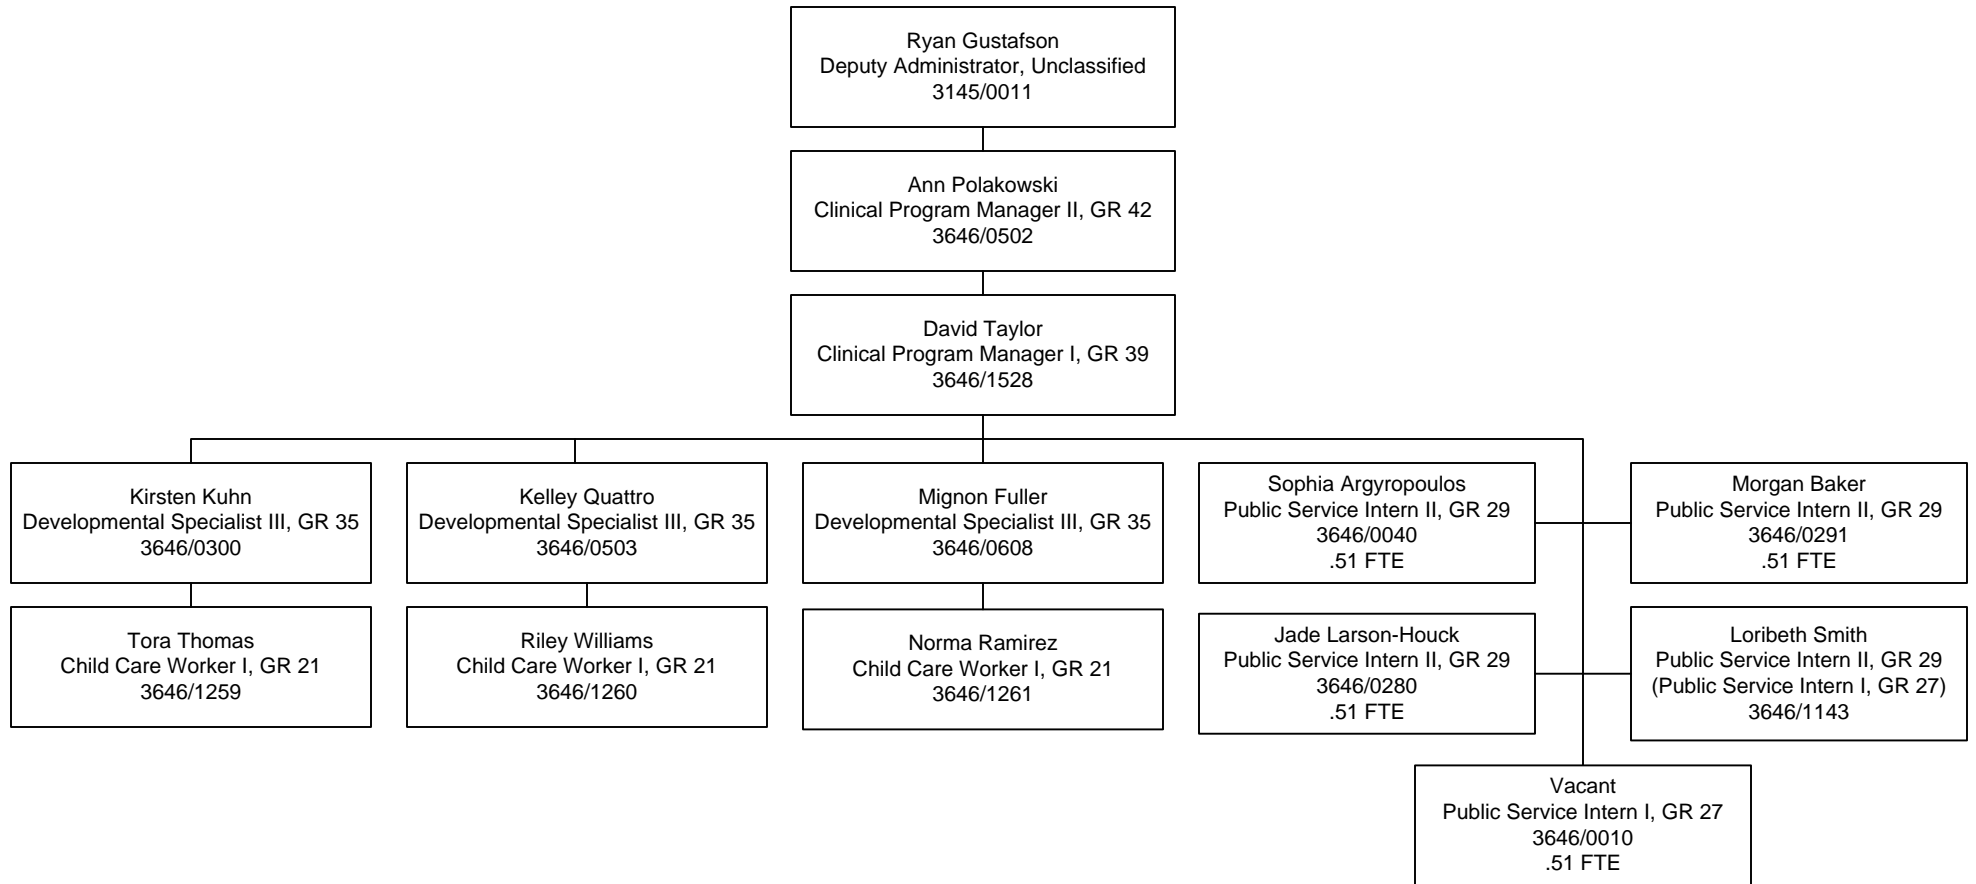 Ryan Gustafson
Deputy Administrator, Unclassified
3145/0011
Ann Polakowski
Clinical Program Manager II, GR 42
3646/0502
David Taylor
Clinical Program Manager I, GR 39
3646/1528
Kirsten Kuhn
Developmental Specialist III, GR 35
3646/0300
Kelley Quattro
Developmental Specialist III, GR 35
3646/0503
Mignon Fuller
Developmental Specialist III, GR 35
3646/0608
Sophia Argyropoulos
Public Service Intern II, GR 29
3646/0040
.51 FTE
Morgan Baker
Public Service Intern II, GR 29
3646/0291
.51 FTE
Tora Thomas
Child Care Worker I, GR 21
3646/1259
Riley Williams
Child Care Worker I, GR 21
3646/1260
Norma Ramirez
Child Care Worker I, GR 21
3646/1261
Jade Larson-Houck
Public Service Intern II, GR 29
3646/0280
.51 FTE
Loribeth Smith
Public Service Intern II, GR 29
(Public Service Intern I, GR 27)
3646/1143
Vacant
Public Service Intern I, GR 27
3646/0010
.51 FTE